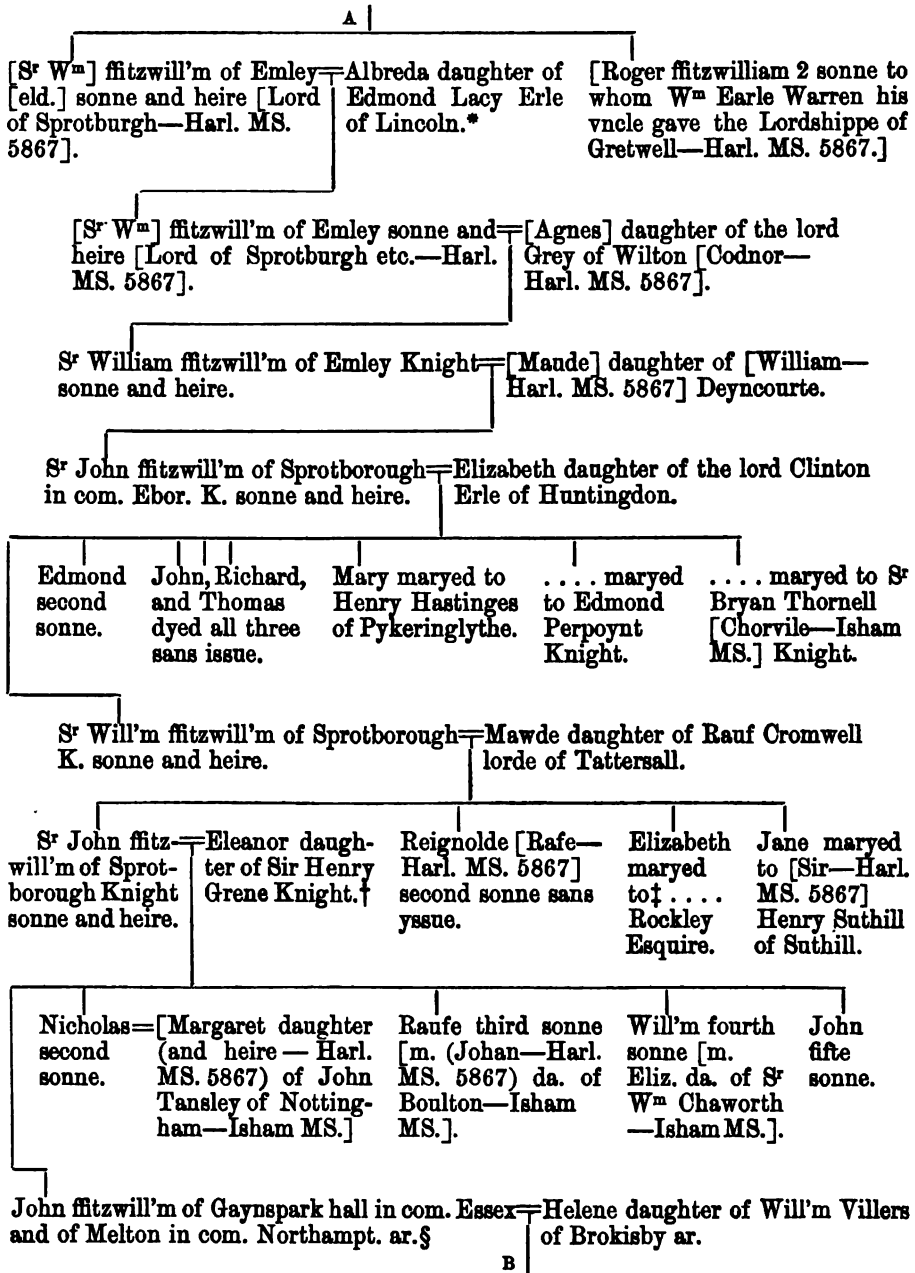 A
[Sʳ Wᵐ] ffitzwill'm of Emley
[eld.] sonne and heire [Lord
of Sprotburgh—Harl. MS.
5867].
Albreda daughter of
Edmond Lacy Erle
of Lincoln.*
[Roger ffitzwilliam 2 sonne to
whom Wᵐ Earle Warren his
vncle gave the Lordshippe of
Gretwell—Harl. MS. 5867.]
[Sʳ Wᵐ] ffitzwill'm of Emley sonne and
heire [Lord of Sprotburgh etc.—Harl.
MS. 5867].
[Agnes] daughter of the lord
Grey of Wilton [Codnor—
Harl. MS. 5867].
Sʳ William ffitzwill'm of Emley Knight
sonne and heire.
[Maude] daughter of [William—
Harl. MS. 5867] Deyncourte.
Sʳ John ffitzwill'm of Sprotborough
in com. Ebor. K. sonne and heire.
Elizabeth daughter of the lord Clinton
Erle of Huntingdon.
Edmond
second
sonne.
John, Richard,
and Thomas
dyed all three
sans issue.
Mary maryed to
Henry Hastinges
of Pykeringlythe.
. . . . maryed
to Edmond
Perpoynt
Knight.
. . . . maryed to Sʳ
Bryan Thornell
[Chorvile—Isham
MS.] Knight.
Sʳ Will'm ffitzwill'm of Sprotborough
K. sonne and heire.
Mawde daughter of Rauf Cromwell
lorde of Tattersall.
Sʳ John ffitz-
will'm of Sprot-
borough Knight
sonne and heire.
Eleanor daugh-
ter of Sir Henry
Grene Knight.†
Reignolde [Rafe—
Harl. MS. 5867]
second sonne sans
yssue.
Elizabeth
maryed
to‡ . . . .
Rockley
Esquire.
Jane maryed
to [Sir—Harl.
MS. 5867]
Henry Suthill
of Suthill.
Nicholas
second
sonne.
[Margaret daughter
(and heire — Harl.
MS. 5867) of John
Tansley of Notting-
ham—Isham MS.]
Raufe third sonne
[m. (Johan—Harl.
MS. 5867) da. of
Boulton—Isham
MS.].
Will'm fourth
sonne [m.
Eliz. da. of Sʳ
Wᵐ Chaworth
—Isham MS.].
John
fifte
sonne.
John ffitzwill'm of Gaynspark hall in com. Essex
and of Melton in com. Northampt. ar.§
Helene daughter of Will'm Villers
of Brokisby ar.
B